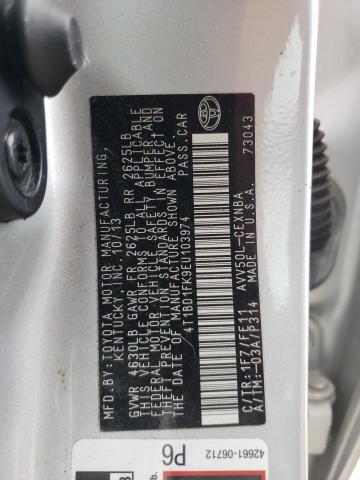 MFD.BY:TOYOTA MOTOR MANUFACTURING,
KENTUCKY, INC. 10/13
GVWR 4630LB GAWR FR 2625LB RR 2625LB
THIS VEHICLE CONFORMS TO ALL APPLICABLE
FEDERAL MOTOR VEHICLE SAFETY BUMPER AND
THEFT PREVENTION STANDARDS IN EFFECT ON
THE DATE OF MANUFACTURE SHOWN ABOVE.
4T1BD1FK9EU103974 PASS.CAR
C/TR:1F7/FE11 AVV50L-CEXNBA
A/TM:-03A/P314 MADE IN U.S.A. 73043
42661-06712
P6